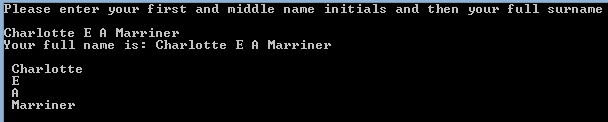 Please enter your first and middle name initials and then your full surname
Charlotte E A Marriner
Your full name is: Charlotte E A Marriner
Charlotte
E
A
Marriner